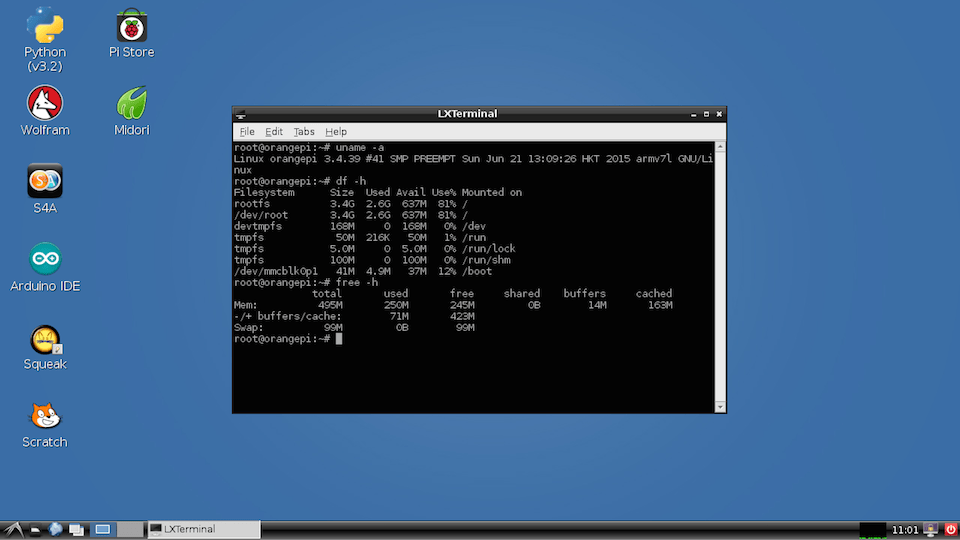 Python
(v3.2)
Pi Store
Wolfram
Midori
S4A
Arduino IDE
Squeak
Scratch
LXTerminal
File Edit Tabs Help
root@orangepi:~# uname -a
Linux orangepi 3.4.39 #41 SMP PREEMPT Sun Jun 21 13:09:26 HKT 2015 armv7l GNU/Li
nux
root@orangepi:~# df -h
Filesystem      Size  Used Avail Use% Mounted on
rootfs          3.4G  2.6G  637M  81% /
/dev/root       3.4G  2.6G  637M  81% /
devtmpfs        168M     0  168M   0% /dev
tmpfs            50M  216K   50M   1% /run
tmpfs           5.0M     0  5.0M   0% /run/lock
tmpfs           100M     0  100M   0% /run/shm
/dev/mmcblk0p1   41M  4.9M   37M  12% /boot
root@orangepi:~# free -h
             total       used       free     shared    buffers     cached
Mem:          495M       250M       245M         0B        14M       163M
-/+ buffers/cache:        71M       423M
Swap:          99M         0B        99M
root@orangepi:~#
LXTerminal
11:01